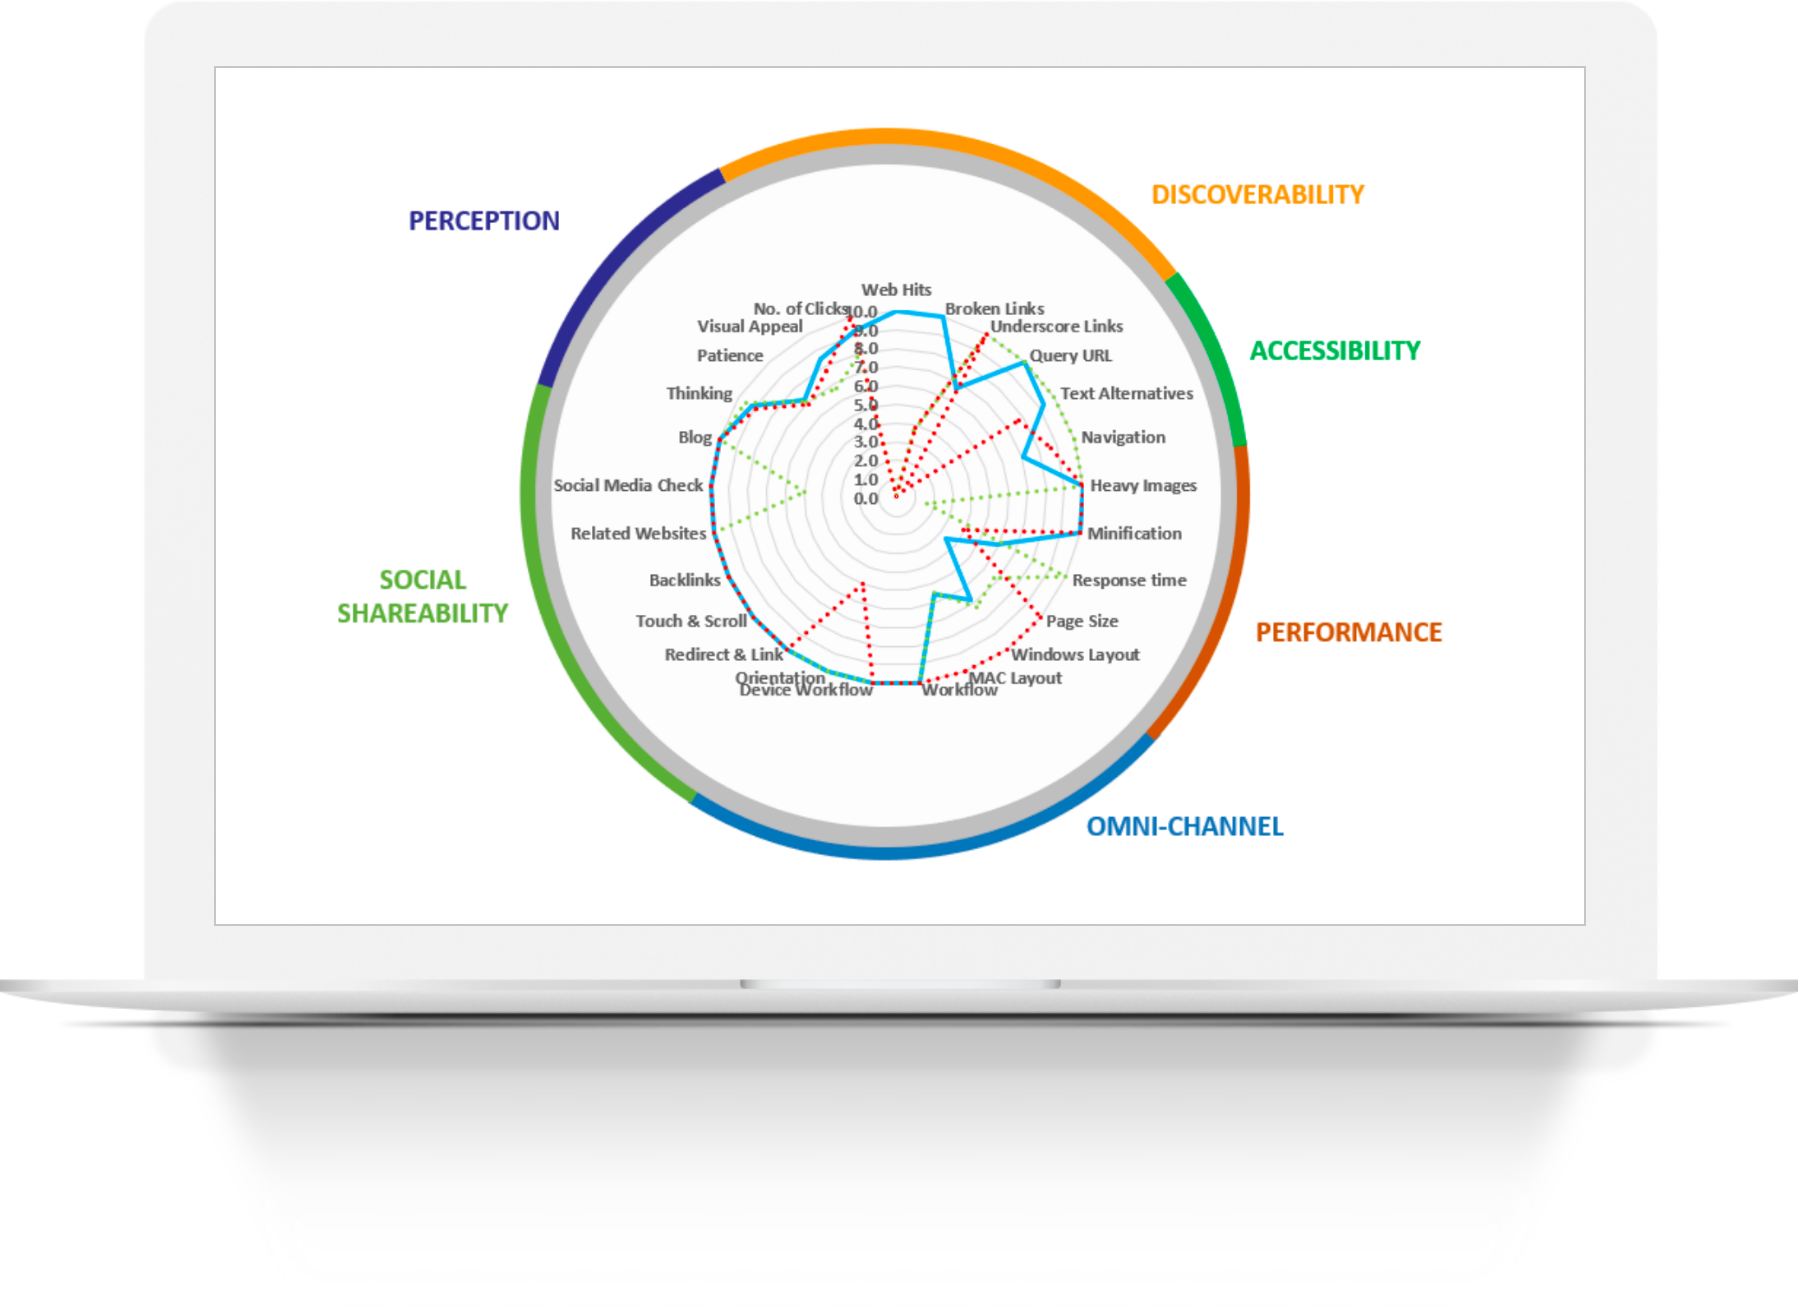 DISCOVERABILITY
PERCEPTION
Web Hits
No. of Clicks
10.0
Broken Links
Visual Appeal
9.0
Underscore Links
ACCESSIBILITY
Patience
8.0
Query URL
7.0
Thinking
6.0
Text Alternatives
5.0
Blog
4.0
Navigation
3.0
2.0
Social Media Check
1.0
Heavy Images
0.0
Related Websites
Minification
SOCIAL
SHAREABILITY
Backlinks
Response time
Touch & Scroll
Page Size
PERFORMANCE
Redirect & Link
Windows Layout
Orientation
MAC Layout
Device Workflow
Workflow
OMNI-CHANNEL